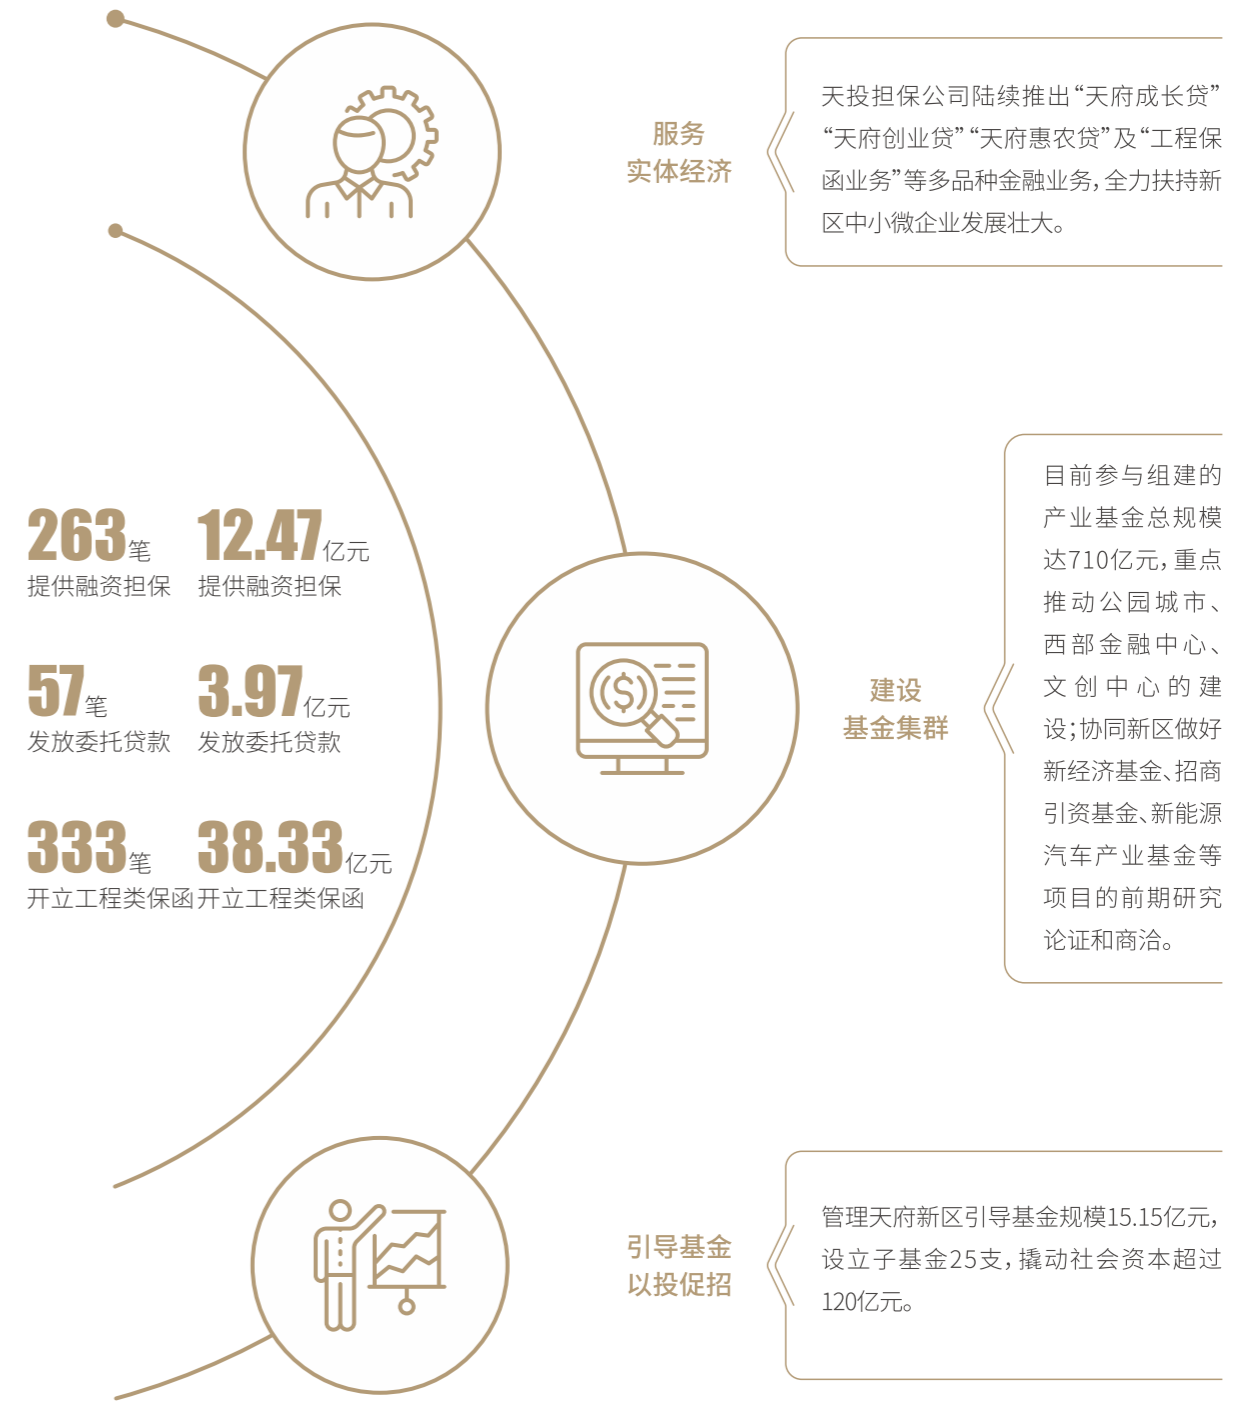 服务
实体经济
天投担保公司陆续推出“天府成长贷”
“天府创业贷”“天府惠农贷”及“工程保
函业务”等多品种金融业务，全力扶持新
区中小微企业发展壮大。
263笔 12.47亿元
提供融资担保 提供融资担保
57笔 3.97亿元
发放委托贷款 发放委托贷款
333笔 38.33亿元
开立工程类保函 开立工程类保函
建设
基金集群
目前参与组建的
产业基金总规模
达710亿元，重点
推动公园城市、
西部金融中心、
文创中心的建
设；协同新区做好
新经济基金、招商
引资基金、新能源
汽车产业基金等
项目的前期研究
论证和商洽。
引导基金
以投促招
管理天府新区引导基金规模15.15亿元，
设立子基金25支，撬动社会资本超过
120亿元。